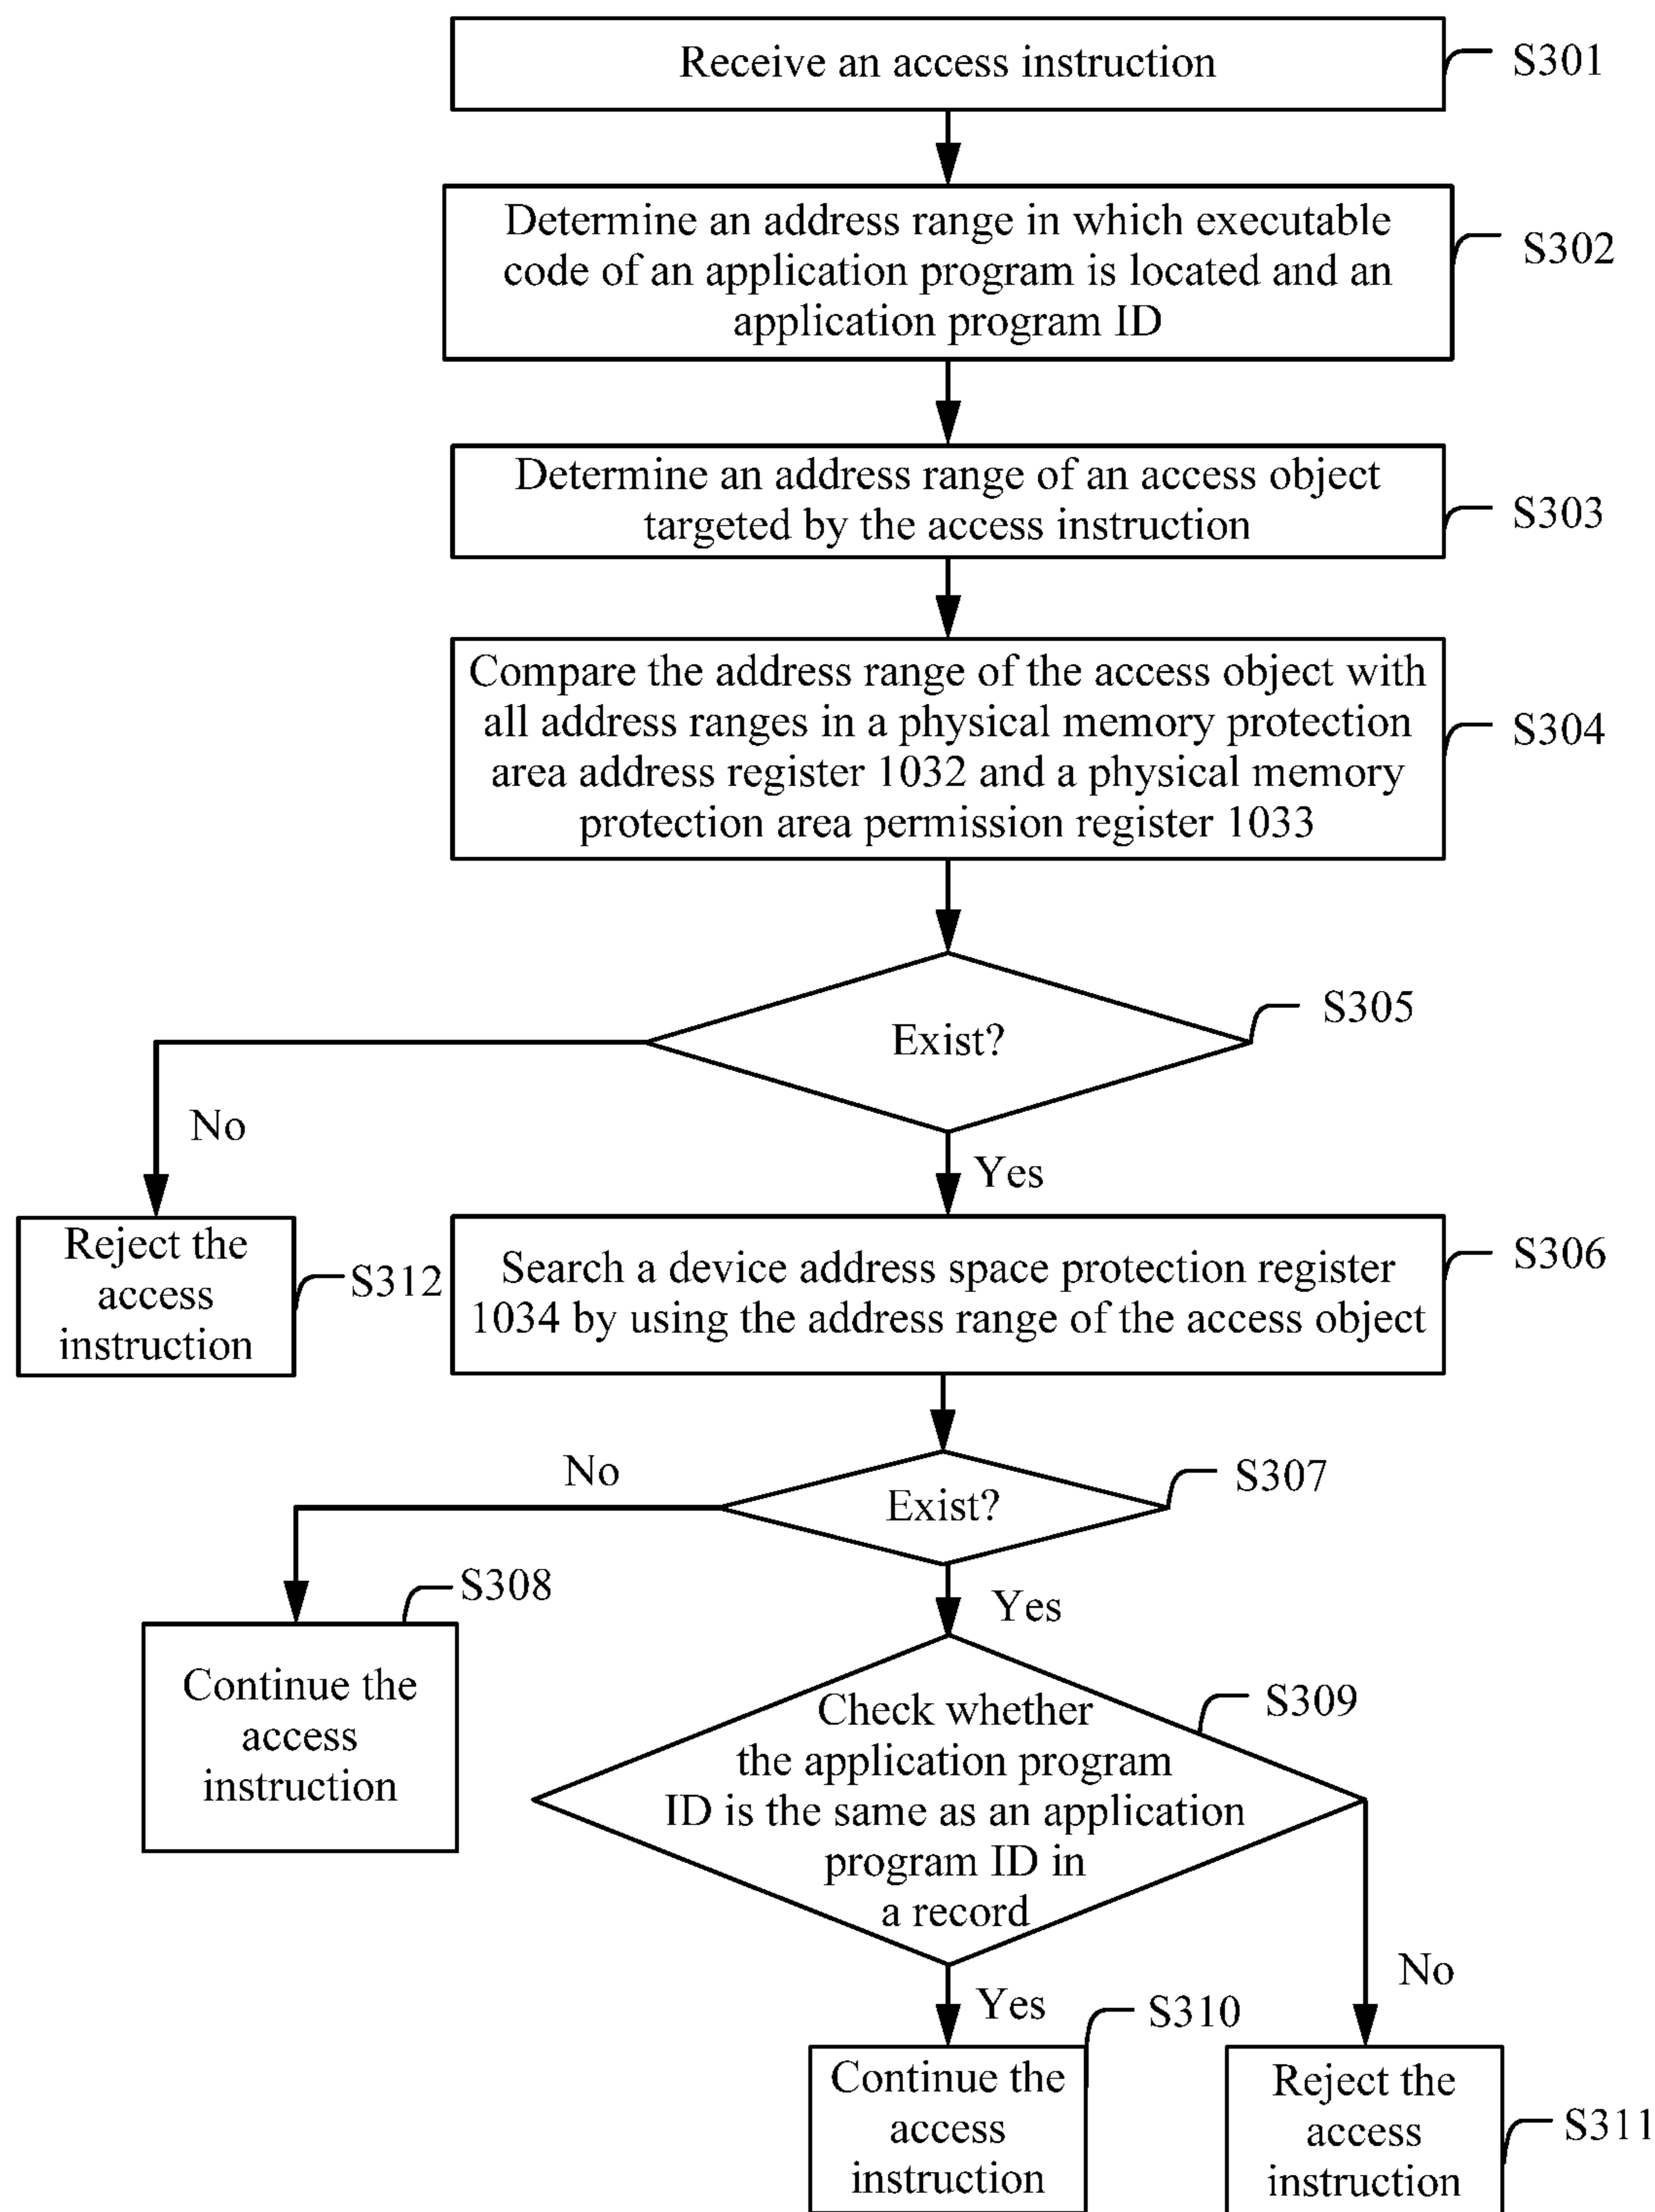 Receive an access instruction
S301
Determine an address range in which executable
code of an application program is located and an
application program ID
S302
Determine an address range of an access object
targeted by the access instruction
S303
Compare the address range of the access object with
all address ranges in a physical memory protection
area address register 1032 and a physical memory
protection area permission register 1033
S304
Exist?
S305
No
Yes
Reject the
access
instruction
S312
Search a device address space protection register
1034 by using the address range of the access object
S306
No
Exist?
S307
Yes
S308
Continue the
access
instruction
Check whether
the application program
ID is the same as an application
program ID in
a record
S309
Yes
No
S310
Continue the
access
instruction
Reject the
access
instruction
S311